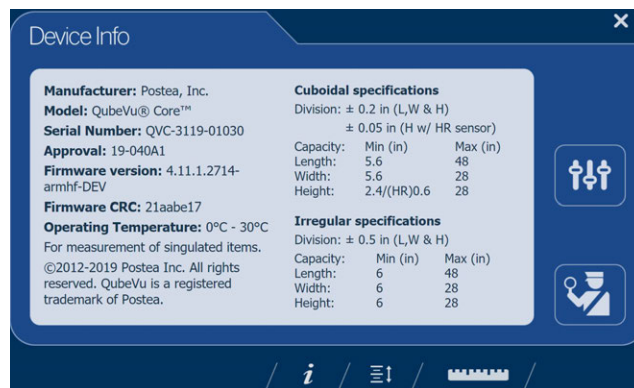 Device Info
Manufacturer: Postea, Inc.
Model: QubeVu® Core™
Serial Number: QVC-3119-01030
Approval: 19-040A1
Firmware version: 4.11.1.2714-
armhf-DEV
Firmware CRC: 21aabe17
Operating Temperature: 0°C - 30°C
For measurement of singulated items.
©2012-2019 Postea Inc. All rights
reserved. QubeVu is a registered
trademark of Postea.
Cuboidal specifications
Division: ± 0.2 in (L,W & H)
± 0.05 in (H w/ HR sensor)
Capacity: Min (in) Max (in)
Length: 5.6 48
Width: 5.6 28
Height: 2.4/(HR)0.6 28
Irregular specifications
Division: ± 0.5 in (L,W & H)
Capacity: Min (in) Max (in)
Length: 6 48
Width: 6 28
Height: 6 28